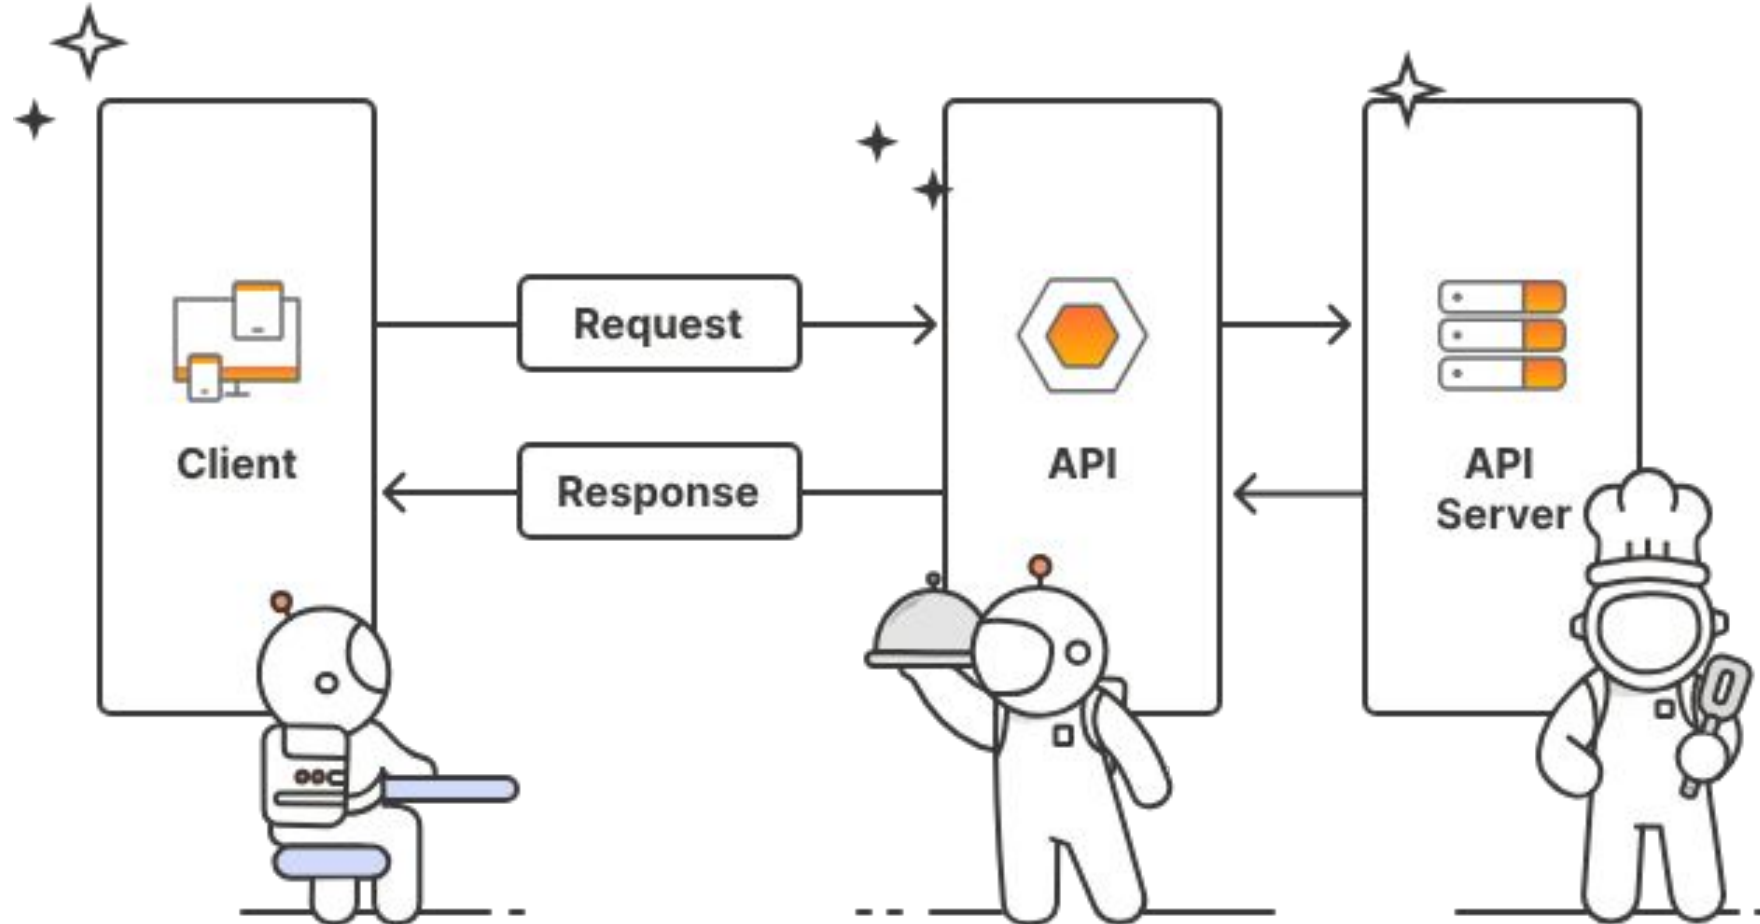 Client
Request
Response
API
API
Server